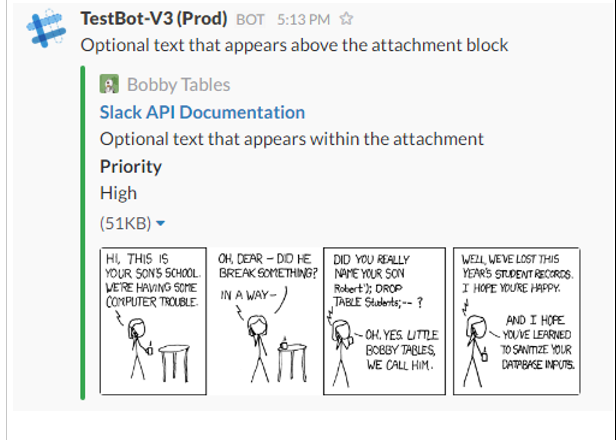 TestBot-V3 (Prod) BOT 5:13 PM
Optional text that appears above the attachment block
Bobby Tables
Slack API Documentation
Optional text that appears within the attachment
Priority
High
(51KB)
HI, THIS IS
YOUR SON'S SCHOOL.
WE'RE HAVING SOME
COMPUTER TROUBLE.
OH, DEAR – DID HE
BREAK SOMETHING?
IN A WAY–
DID YOU REALLY
NAME YOUR SON
Robert'); DROP
TABLE Students;-- ?
OH. YES. LITTLE
BOBBY TABLES,
WE CALL HIM.
WELL, WE'VE LOST THIS
YEAR'S STUDENT RECORDS.
I HOPE YOU'RE HAPPY.
AND I HOPE
YOU'VE LEARNED
TO SANITIZE YOUR
DATABASE INPUTS.